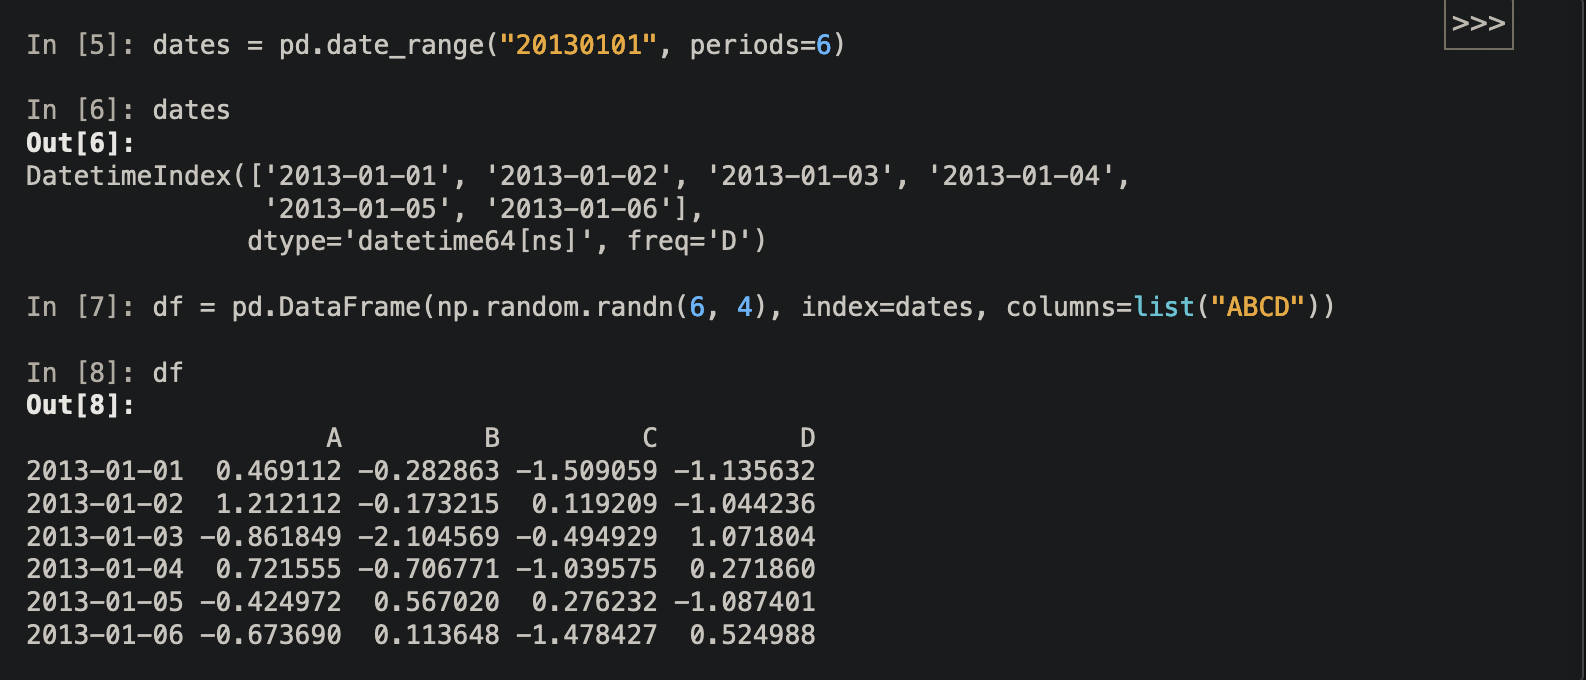 >>>
In [5]: dates = pd.date_range("20130101", periods=6)
In [6]: dates
Out[6]:
DatetimeIndex(['2013-01-01', '2013-01-02', '2013-01-03', '2013-01-04',
               '2013-01-05', '2013-01-06'],
              dtype='datetime64[ns]', freq='D')
In [7]: df = pd.DataFrame(np.random.randn(6, 4), index=dates, columns=list("ABCD"))
In [8]: df
Out[8]:
                   A         B         C         D
2013-01-01  0.469112 -0.282863 -1.509059 -1.135632
2013-01-02  1.212112 -0.173215  0.119209 -1.044236
2013-01-03 -0.861849 -2.104569 -0.494929  1.071804
2013-01-04  0.721555 -0.706771 -1.039575  0.271860
2013-01-05 -0.424972  0.567020  0.276232 -1.087401
2013-01-06 -0.673690  0.113648 -1.478427  0.524988